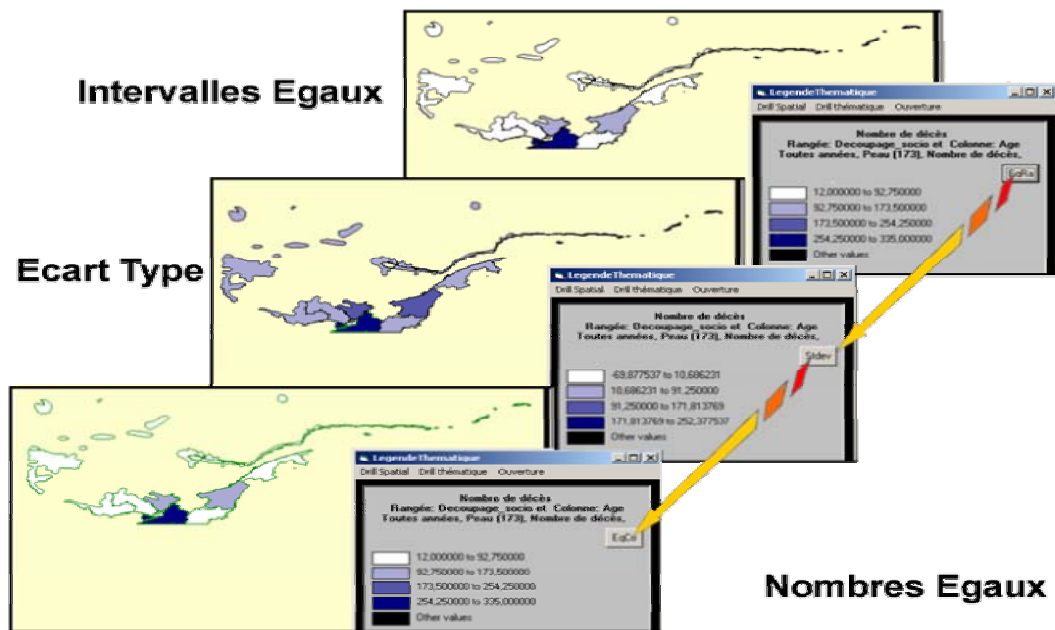 Intervalles Egaux
LegendeThematique
Drill Spatial Drill thématique Ouverture
Nombre de décès
Rangée: Decoupage_socio et Colonne: Age
Toutes années, Peau (173), Nombre de décès,
EqRa
12,000000 to 92,750000
92,750000 to 173,500000
173,500000 to 254,250000
254,250000 to 335,000000
Other values
Ecart Type
LegendeThematique
Drill Spatial Drill thématique Ouverture
Nombre de décès
Rangée: Decoupage_socio et Colonne: Age
Toutes années, Peau (173), Nombre de décès,
Stdev
-69,877537 to 10,686231
10,686231 to 91,250000
91,250000 to 171,813769
171,813769 to 252,377537
Other values
LegendeThematique
Drill Spatial Drill thématique Ouverture
Nombre de décès
Rangée: Decoupage_socio et Colonne: Age
Toutes années, Peau (173), Nombre de décès,
EqCo
12,000000 to 92,750000
92,750000 to 173,500000
173,500000 to 254,250000
254,250000 to 335,000000
Other values
Nombres Egaux